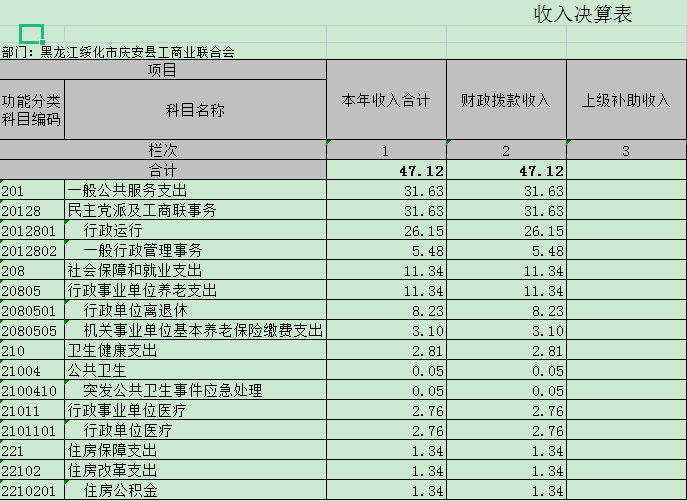 收入决算表
部门：黑龙江绥化市庆安县工商业联合会
项目
功能分类科目编码 科目名称 本年收入合计 财政拨款收入 上级补助收入
栏次 1 2 3
合计 47.12 47.12
201 一般公共服务支出 31.63 31.63
20128 民主党派及工商联事务 31.63 31.63
2012801 行政运行 26.15 26.15
2012802 一般行政管理事务 5.48 5.48
208 社会保障和就业支出 11.34 11.34
20805 行政事业单位养老支出 11.34 11.34
2080501 行政单位离退休 8.23 8.23
2080505 机关事业单位基本养老保险缴费支出 3.10 3.10
210 卫生健康支出 2.81 2.81
21004 公共卫生 0.05 0.05
2100410 突发公共卫生事件应急处理 0.05 0.05
21011 行政事业单位医疗 2.76 2.76
2101101 行政单位医疗 2.76 2.76
221 住房保障支出 1.34 1.34
22102 住房改革支出 1.34 1.34
2210201 住房公积金 1.34 1.34